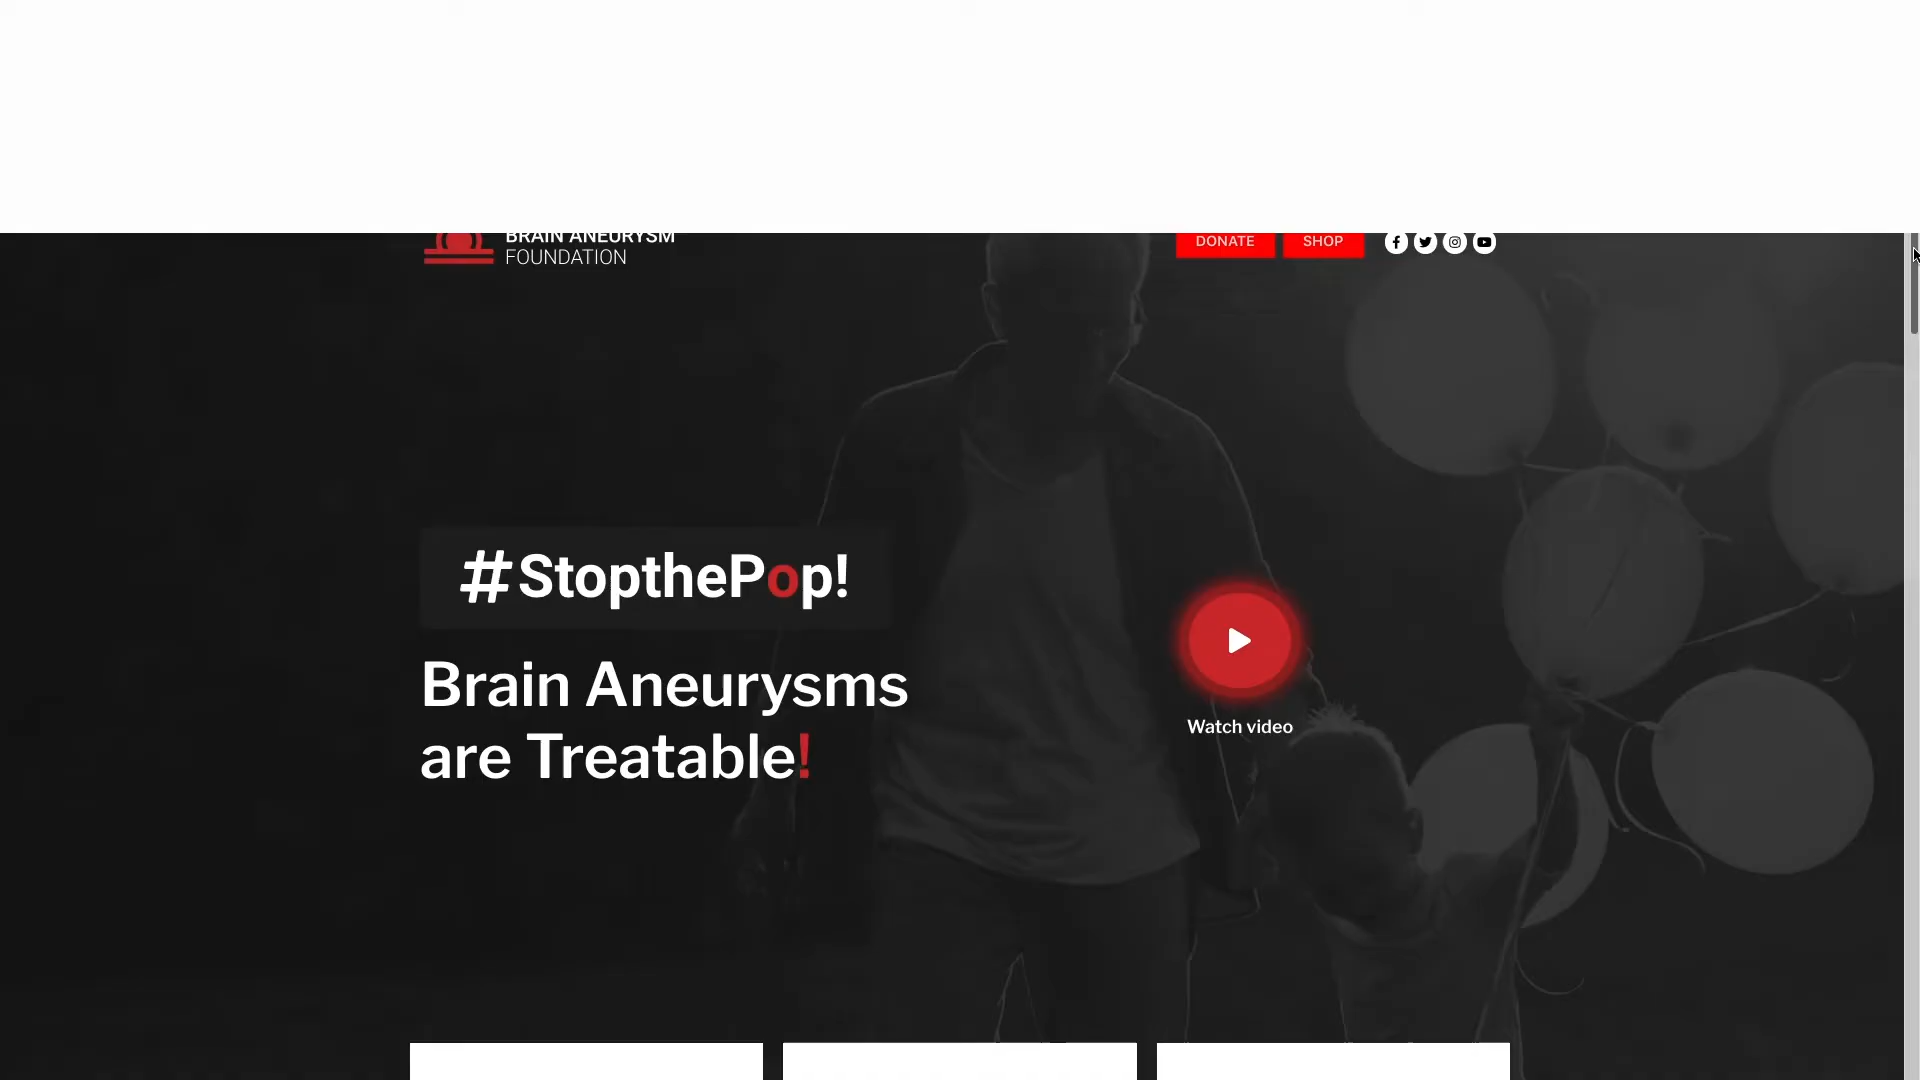 BRAIN ANEURYSM
FOUNDATION
DONATE
SHOP
#StopthePop!
Brain Aneurysms
are Treatable!
Watch video